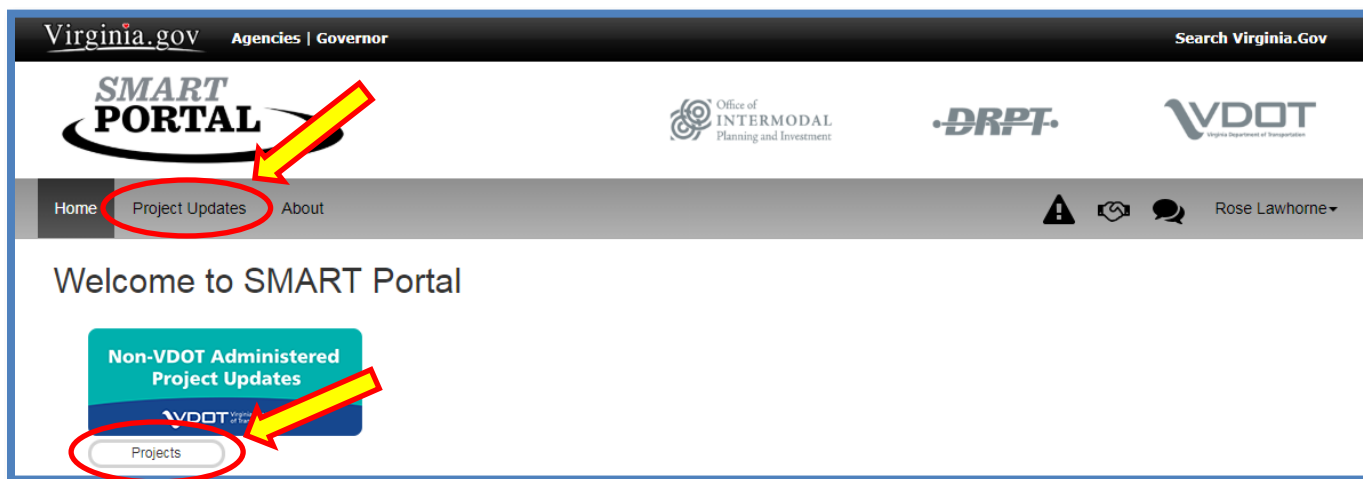 Virginia.gov Agencies | Governor Search Virginia.Gov
SMART
PORTAL
Office of
INTERMODAL
Planning and Investment
DRPT
VDOT
Virginia Department of Transportation
Home Project Updates About Rose Lawhorne
Welcome to SMART Portal
Non-VDOT Administered
Project Updates
VDOT
Projects